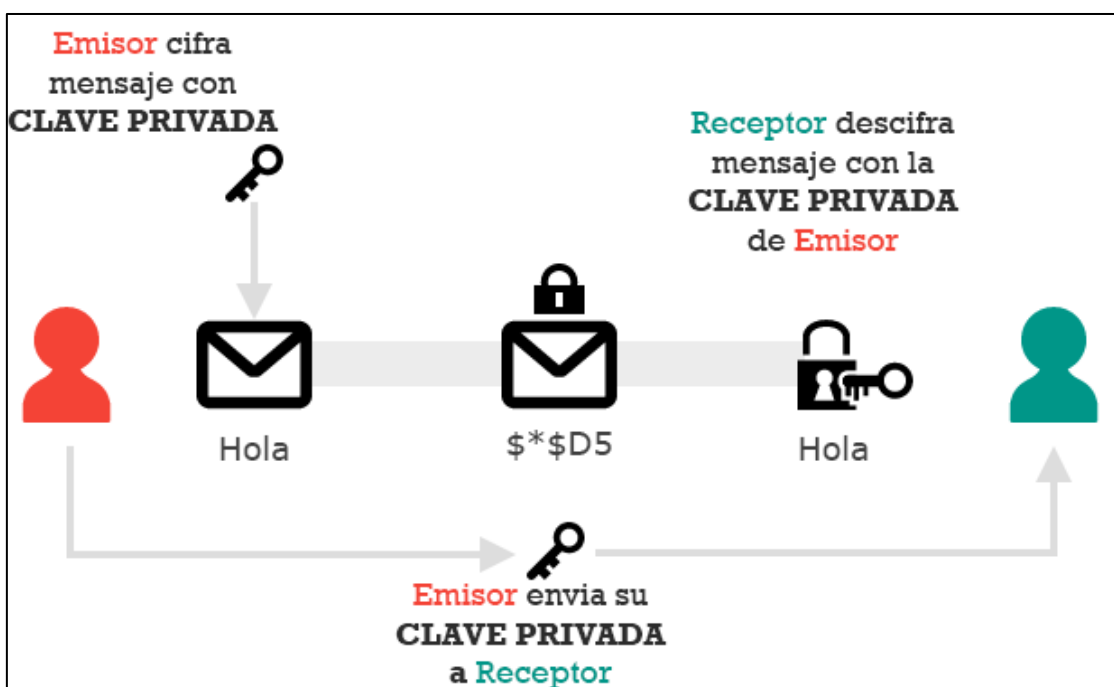 Emisor cifra
mensaje con
CLAVE PRIVADA
Receptor descifra
mensaje con la
CLAVE PRIVADA
de Emisor
Hola
$*$D5
Hola
Emisor envia su
CLAVE PRIVADA
a Receptor